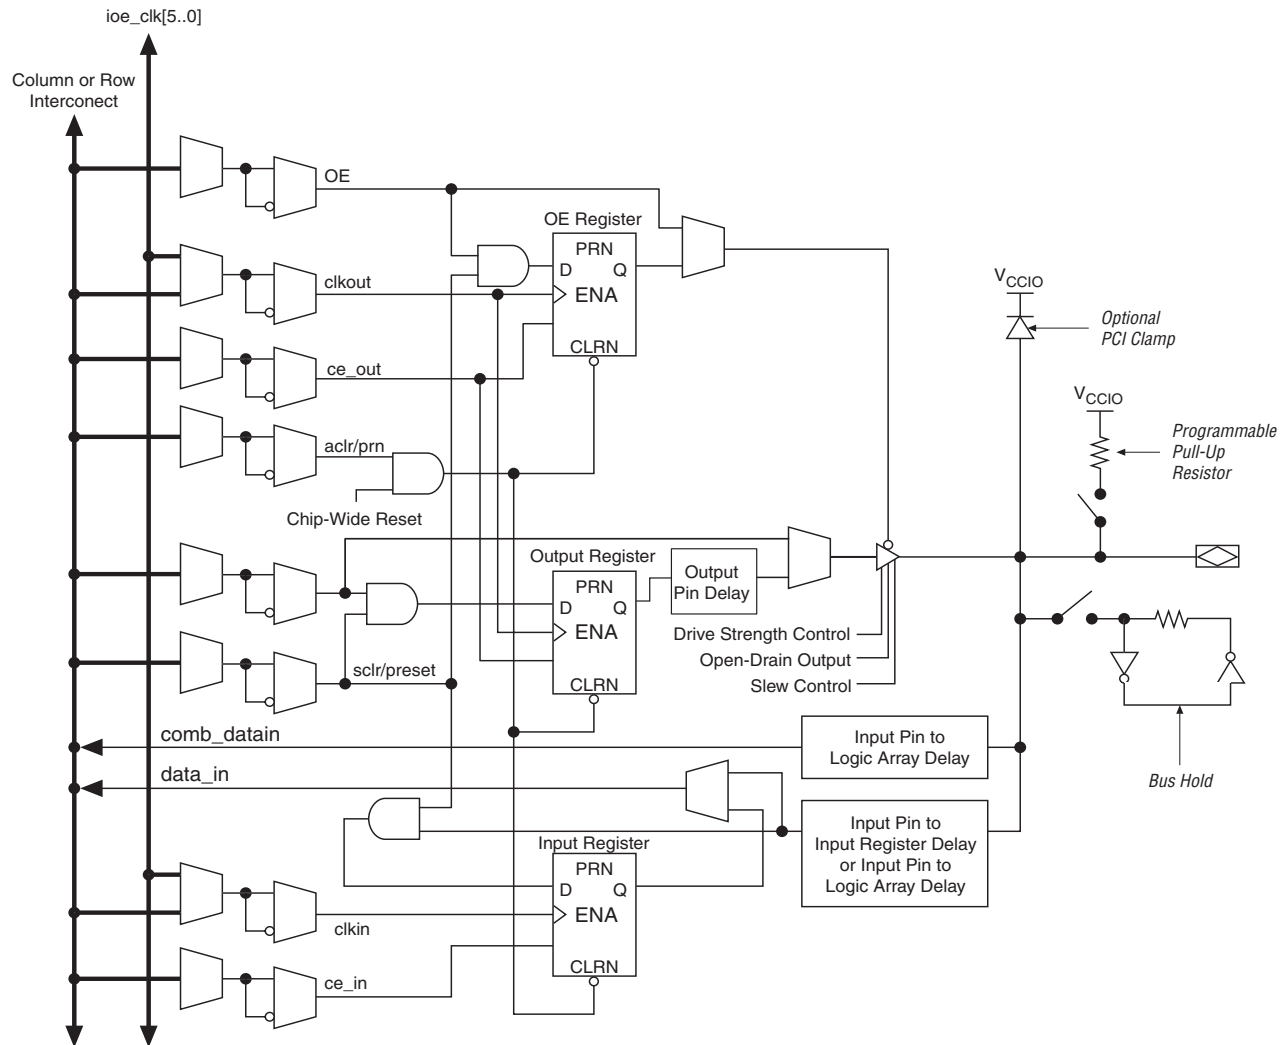 ioe_clk[5..0]
Column or Row
Interconect
OE
OE Register
PRN
D
Q
ENA
CLRN
clkout
ce_out
aclr/prn
Chip-Wide Reset
VCCIO
Optional
PCI Clamp
VCCIO
Programmable
Pull-Up
Resistor
Output Register
PRN
D
Q
ENA
CLRN
Output
Pin Delay
Drive Strength Control
Open-Drain Output
Slew Control
sclr/preset
comb_datain
Input Pin to
Logic Array Delay
Bus Hold
data_in
Input Pin to
Input Register Delay
or Input Pin to
Logic Array Delay
Input Register
PRN
D
Q
ENA
CLRN
clkin
ce_in